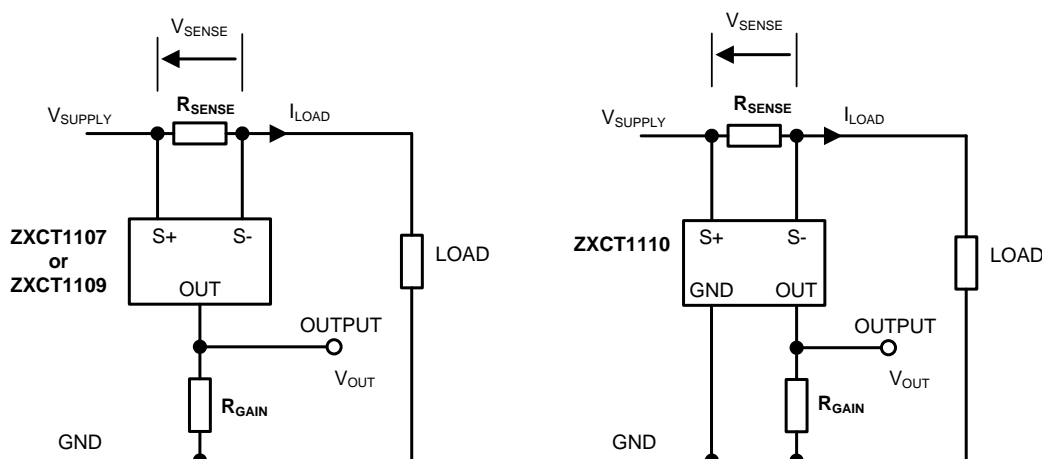 VSENSE
RSENSE
VSUPPLY
ILOAD
ZXCT1107
or
ZXCT1109
S+ S-
OUT
LOAD
OUTPUT
VOUT
RGAIN
GND
VSENSE
RSENSE
VSUPPLY
ILOAD
ZXCT1110
S+ S-
GND OUT
LOAD
OUTPUT
VOUT
RGAIN
GND